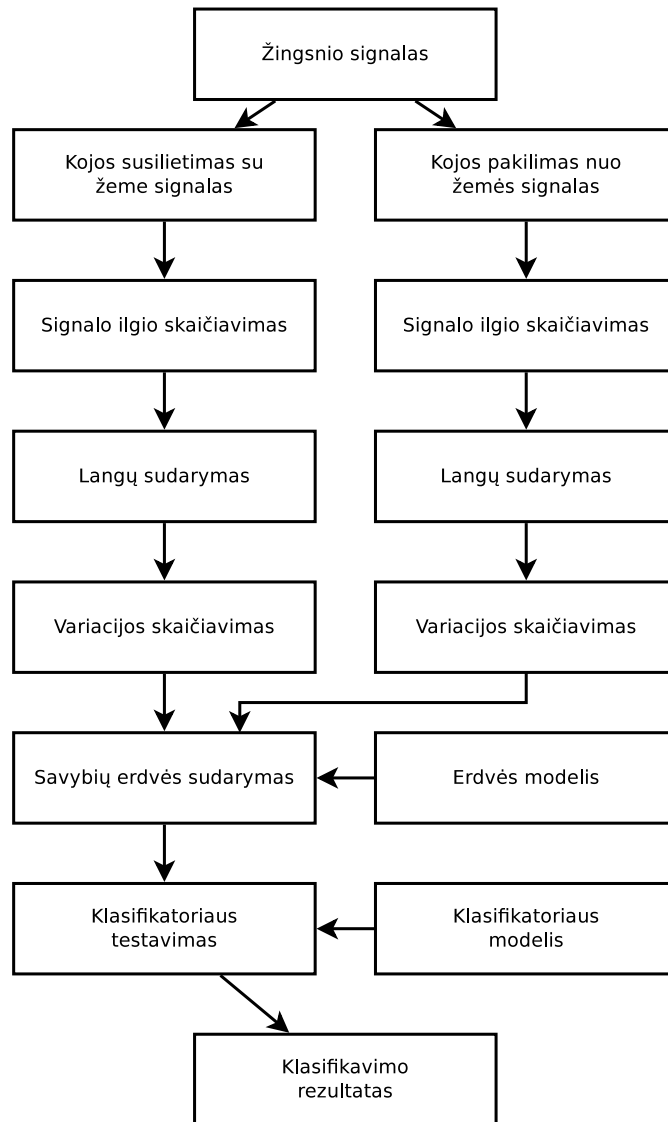 Žingsnio signalas
Kojos susilietimas su
žeme signalas
Kojos pakilimas nuo
žemės signalas
Signalo ilgio skaičiavimas
Signalo ilgio skaičiavimas
Langų sudarymas
Langų sudarymas
Variacijos skaičiavimas
Variacijos skaičiavimas
Savybių erdvės sudarymas
Erdvės modelis
Klasifikatoriaus
testavimas
Klasifikatoriaus
modelis
Klasifikavimo
rezultatas